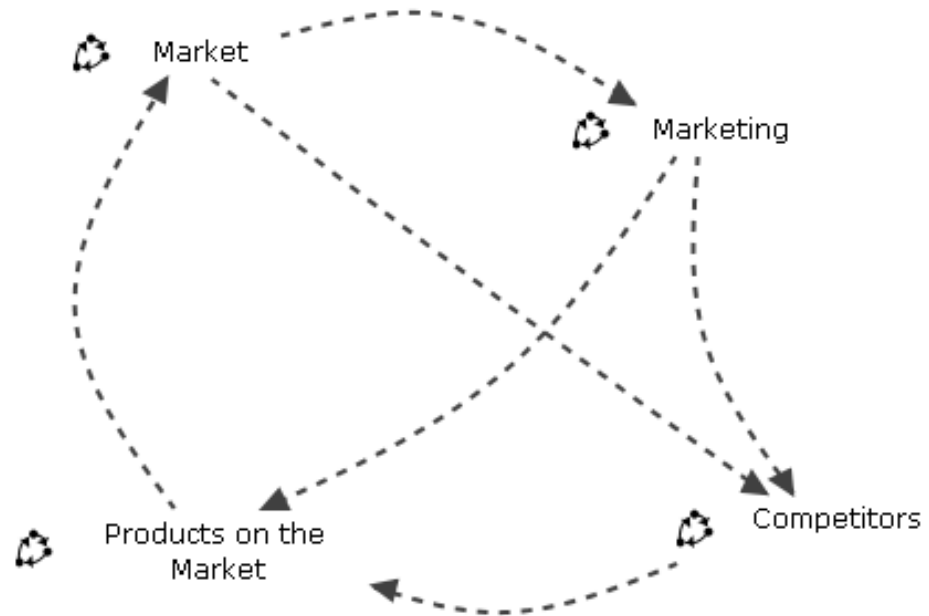 Market
Marketing
Competitors
Products on the
Market